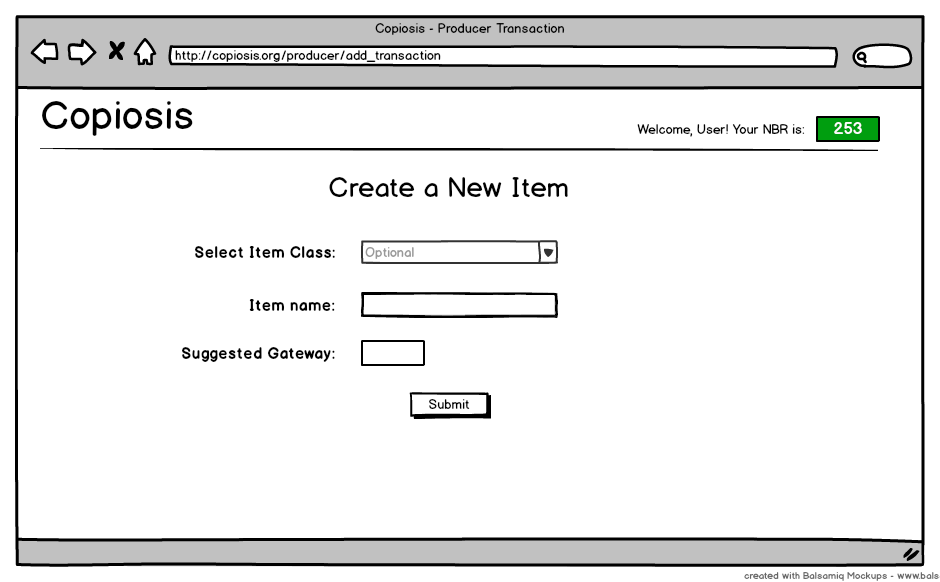 Copiosis - Producer Transaction
http://copiosis.org/producer/add_transaction
Copiosis
Welcome, User! Your NBR is: 253
Create a New Item
Select Item Class: Optional
Item name:
Suggested Gateway:
Submit
created with Balsamiq Mockups - www.bals